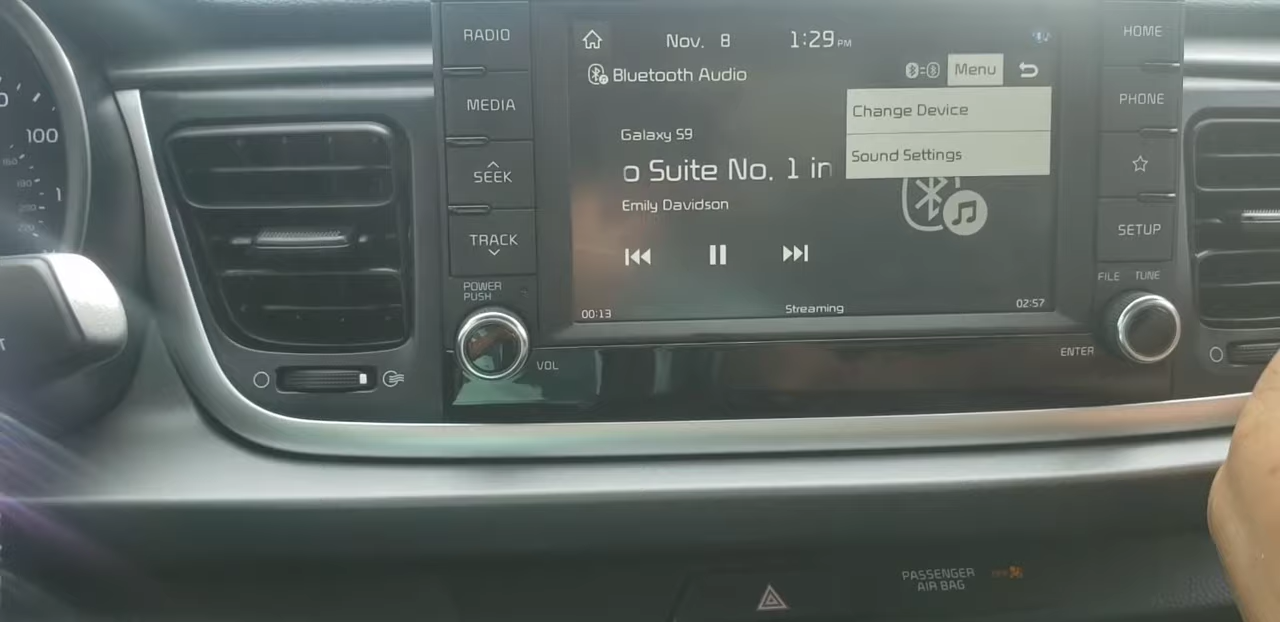 RADIO
MEDIA
SEEK
TRACK
POWER
PUSH
VOL
Nov. 8 1:29 PM
Bluetooth Audio
Menu
Change Device
Sound Settings
Galaxy S9
o Suite No. 1 in
Emily Davidson
00:13
Streaming
02:57
HOME
PHONE
SETUP
FILE TUNE
ENTER
100
1
PASSENGER
AIR BAG